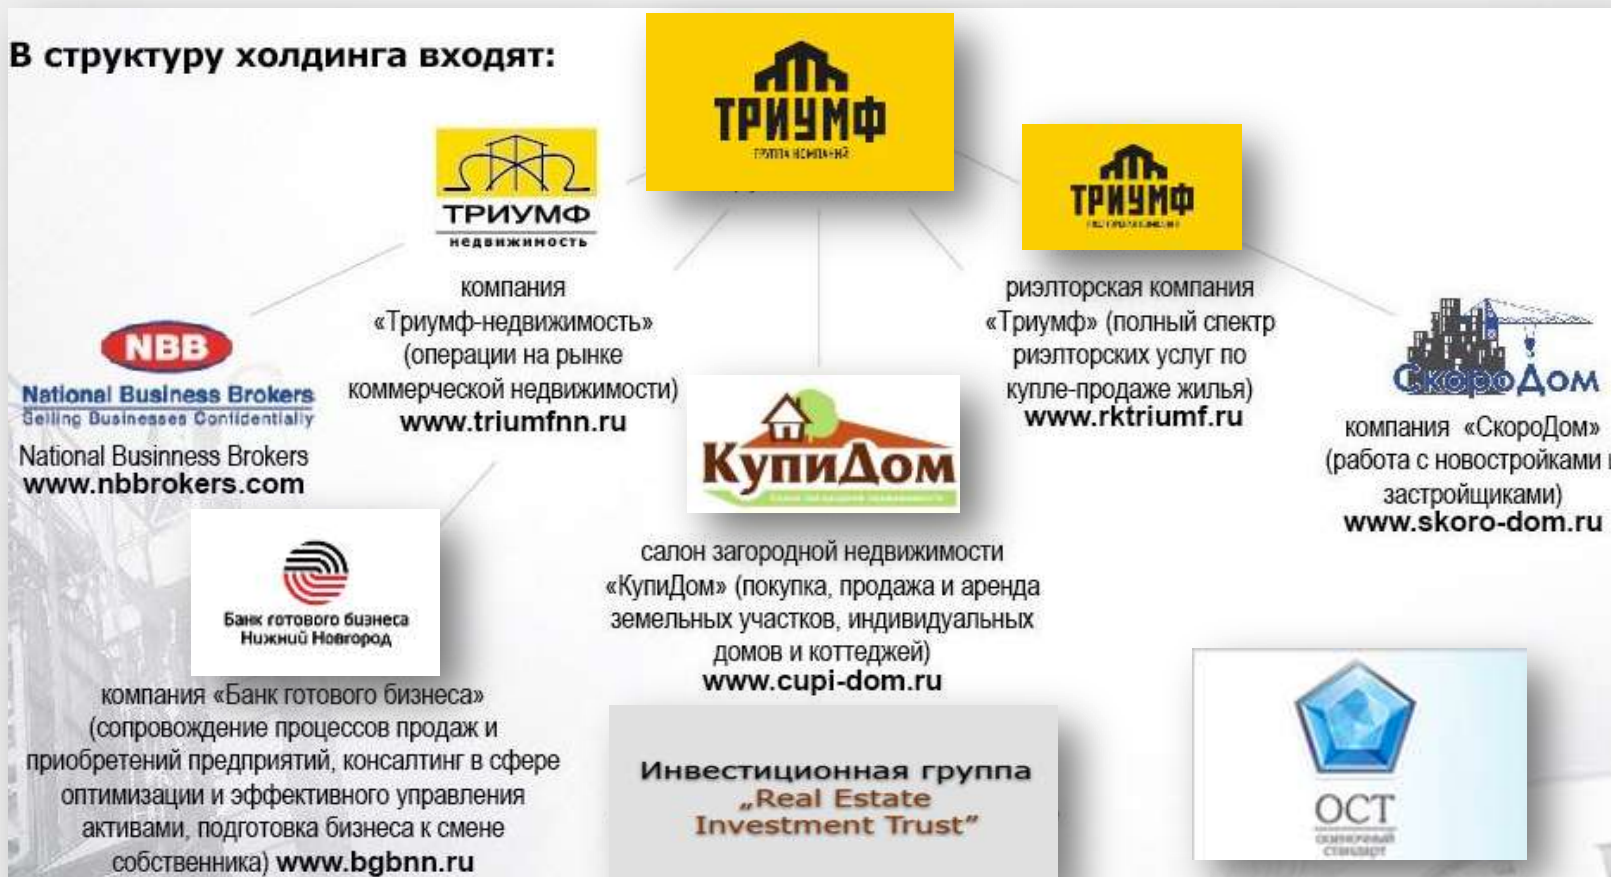 В структуру холдинга входят:
ТРИУМФ
ГРУППА КОМПАНИЙ
ТРИУМФ
недвижимость
компания
«Триумф-недвижимость»
(операции на рынке
коммерческой недвижимости)
www.triumfnn.ru
ТРИУМФ
риэлторская компания
«Триумф» (полный спектр
риэлторских услуг по
купле-продаже жилья)
www.rktriumf.ru
NBB
National Business Brokers
Selling Businesses Confidentially
National Businness Brokers
www.nbbrokers.com
СкороДом
компания «СкороДом»
(работа с новостройками и
застройщиками)
www.skoro-dom.ru
КупиДом
салон загородной недвижимости
«КупиДом» (покупка, продажа и аренда
земельных участков, индивидуальных
домов и коттеджей)
www.cupi-dom.ru
Банк готового бизнеса
Нижний Новгород
компания «Банк готового бизнеса»
(сопровождение процессов продаж и
приобретений предприятий, консалтинг в сфере
оптимизации и эффективного управления
активами, подготовка бизнеса к смене
собственника) www.bgbnn.ru
Инвестиционная группа
„Real Estate
Investment Trust”
ОСТ
оценочный
стандарт